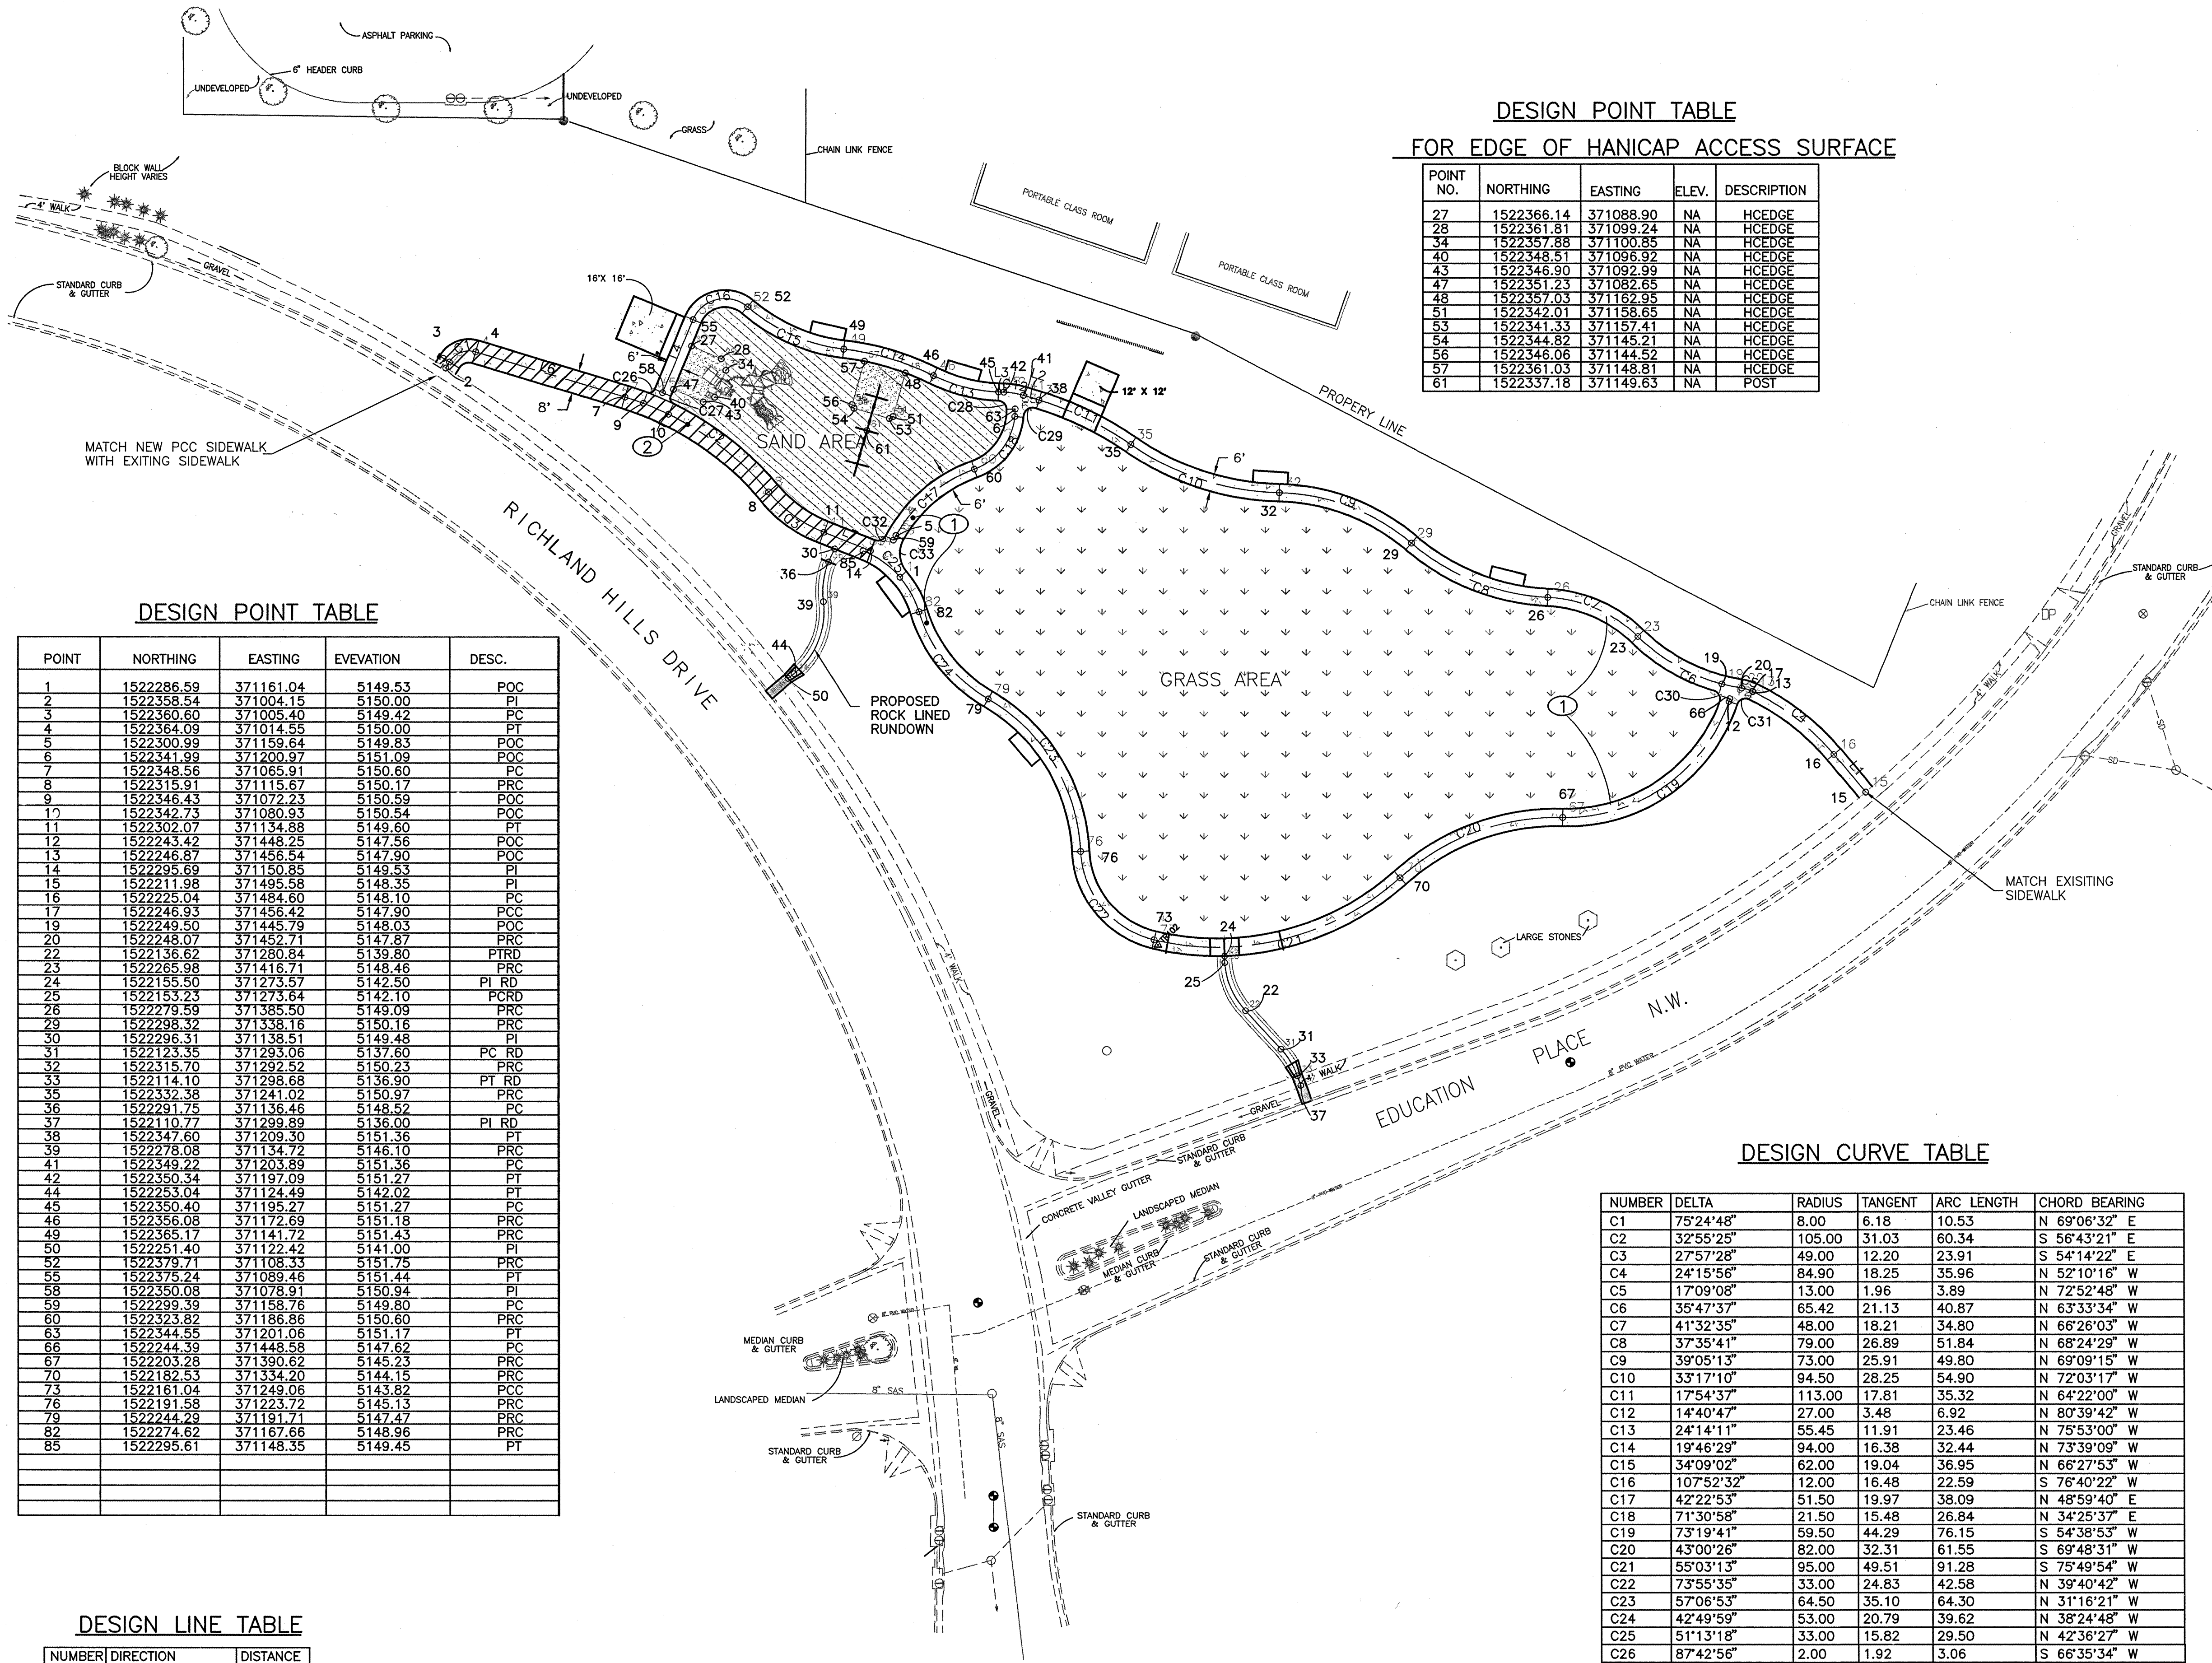 ASPHALT PARKING
6" HEADER CURB
UNDEVELOPED
UNDEVELOPED
GRASS
CHAIN LINK FENCE
BLOCK WALL
HEIGHT VARIES
4' WALK
GRAVEL
STANDARD CURB
& GUTTER
PORTABLE CLASS ROOM
PORTABLE CLASS ROOM
16'X 16'
12' X 12'
PROPERY LINE
MATCH NEW PCC SIDEWALK
WITH EXITING SIDEWALK
SAND AREA
GRASS AREA
RICHLAND HILLS DRIVE
PROPOSED
ROCK LINED
RUNDOWN
CHAIN LINK FENCE
STANDARD CURB
& GUTTER
GRAVEL
4' WALK
MATCH EXISITING
SIDEWALK
LARGE STONES
EDUCATION PLACE N.W.
4' WALK
GRAVEL
4' WALK
GRAVEL
STANDARD CURB
& GUTTER
CONCRETE VALLEY GUTTER
LANDSCAPED MEDIAN
MEDIAN CURB
& GUTTER
STANDARD CURB
& GUTTER
MEDIAN CURB
& GUTTER
LANDSCAPED MEDIAN
8" SAS
8" SAS
STANDARD CURB
& GUTTER
STANDARD CURB
& GUTTER
DESIGN POINT TABLE
FOR EDGE OF HANICAP ACCESS SURFACE
POINT NO. NORTHING EASTING ELEV. DESCRIPTION
27 1522366.14 371088.90 NA HCEDGE
28 1522361.81 371099.24 NA HCEDGE
34 1522357.88 371100.85 NA HCEDGE
40 1522348.51 371096.92 NA HCEDGE
43 1522346.90 371092.99 NA HCEDGE
47 1522351.23 371082.65 NA HCEDGE
48 1522357.03 371162.95 NA HCEDGE
51 1522342.01 371158.65 NA HCEDGE
53 1522341.33 371157.41 NA HCEDGE
54 1522344.82 371145.21 NA HCEDGE
56 1522346.06 371144.52 NA HCEDGE
57 1522361.03 371148.81 NA HCEDGE
61 1522337.18 371149.63 NA POST
DESIGN POINT TABLE
POINT NORTHING EASTING EVEVATION DESC.
1 1522286.59 371161.04 5149.53 POC
2 1522358.54 371004.15 5150.00 PI
3 1522360.60 371005.40 5149.42 PC
4 1522364.09 371014.55 5150.00 PT
5 1522300.99 371159.64 5149.83 POC
6 1522341.99 371200.97 5151.09 POC
7 1522348.56 371065.91 5150.60 PC
8 1522315.91 371115.67 5150.17 PRC
9 1522346.43 371072.23 5150.59 POC
10 1522342.73 371080.93 5150.54 POC
11 1522302.07 371134.88 5149.60 PT
12 1522243.42 371448.25 5147.56 POC
13 1522246.87 371456.54 5147.90 POC
14 1522295.69 371150.85 5149.53 PI
15 1522211.98 371495.58 5148.35 PI
16 1522225.04 371484.60 5148.10 PC
17 1522246.93 371456.42 5147.90 PCC
19 1522249.50 371445.79 5148.03 POC
20 1522248.07 371452.71 5147.87 PRC
22 1522136.62 371280.84 5139.80 PTRD
23 1522265.98 371416.71 5148.46 PRC
24 1522155.50 371273.57 5142.50 PI RD
25 1522153.23 371273.64 5142.10 PCRD
26 1522279.59 371385.50 5149.09 PRC
29 1522298.32 371338.16 5150.16 PRC
30 1522296.31 371138.51 5149.48 PI
31 1522123.35 371293.06 5137.60 PC RD
32 1522315.70 371292.52 5150.23 PRC
33 1522114.10 371298.68 5136.90 PT RD
35 1522332.38 371241.02 5150.97 PRC
36 1522291.75 371136.46 5148.52 PC
37 1522110.77 371299.89 5136.00 PI RD
38 1522347.60 371209.30 5151.36 PT
39 1522278.08 371134.72 5146.10 PRC
41 1522349.22 371203.89 5151.36 PC
42 1522350.34 371197.09 5151.27 PT
44 1522253.04 371124.49 5142.02 PT
45 1522350.40 371195.27 5151.27 PC
46 1522356.08 371172.69 5151.18 PRC
49 1522365.17 371141.72 5151.43 PRC
50 1522251.40 371122.42 5141.00 PI
52 1522379.71 371108.33 5151.75 PRC
55 1522375.24 371089.46 5151.44 PT
58 1522350.08 371078.91 5150.94 PI
59 1522299.39 371158.76 5149.80 PC
60 1522323.82 371186.86 5150.60 PRC
63 1522344.55 371201.06 5151.17 PT
66 1522244.39 371448.58 5147.62 PC
67 1522203.28 371390.62 5145.23 PRC
70 1522182.53 371334.20 5144.15 PRC
73 1522161.04 371249.06 5143.82 PCC
76 1522191.58 371223.72 5145.13 PRC
79 1522244.29 371191.71 5147.47 PRC
82 1522274.62 371167.66 5148.96 PRC
85 1522295.61 371148.35 5149.45 PT
DESIGN LINE TABLE
NUMBER DIRECTION DISTANCE
DESIGN CURVE TABLE
NUMBER DELTA RADIUS TANGENT ARC LENGTH CHORD BEARING
C1 75°24'48" 8.00 6.18 10.53 N 69°06'32" E
C2 32°55'25" 105.00 31.03 60.34 S 56°43'21" E
C3 27°57'28" 49.00 12.20 23.91 S 54°14'22" E
C4 24°15'56" 84.90 18.25 35.96 N 52°10'16" W
C5 17°09'08" 13.00 1.96 3.89 N 72°52'48" W
C6 35°47'37" 65.42 21.13 40.87 N 63°33'34" W
C7 41°32'35" 48.00 18.21 34.80 N 66°26'03" W
C8 37°35'41" 79.00 26.89 51.84 N 68°24'29" W
C9 39°05'13" 73.00 25.91 49.80 N 69°09'15" W
C10 33°17'10" 94.50 28.25 54.90 N 72°03'17" W
C11 17°54'37" 113.00 17.81 35.32 N 64°22'00" W
C12 14°40'47" 27.00 3.48 6.92 N 80°39'42" W
C13 24°14'11" 55.45 11.91 23.46 N 75°53'00" W
C14 19°46'29" 94.00 16.38 32.44 N 73°39'09" W
C15 34°09'02" 62.00 19.04 36.95 N 66°27'53" W
C16 107°52'32" 12.00 16.48 22.59 S 76°40'22" W
C17 42°22'53" 51.50 19.97 38.09 N 48°59'40" E
C18 71°30'58" 21.50 15.48 26.84 N 34°25'37" E
C19 73°19'41" 59.50 44.29 76.15 S 54°38'53" W
C20 43°00'26" 82.00 32.31 61.55 S 69°48'31" W
C21 55°03'13" 95.00 49.51 91.28 S 75°49'54" W
C22 73°55'35" 33.00 24.83 42.58 N 39°40'42" W
C23 57°06'53" 64.50 35.10 64.30 N 31°16'21" W
C24 42°49'59" 53.00 20.79 39.62 N 38°24'48" W
C25 51°13'18" 33.00 15.82 29.50 N 42°36'27" W
C26 87°42'56" 2.00 1.92 3.06 S 66°35'34" W